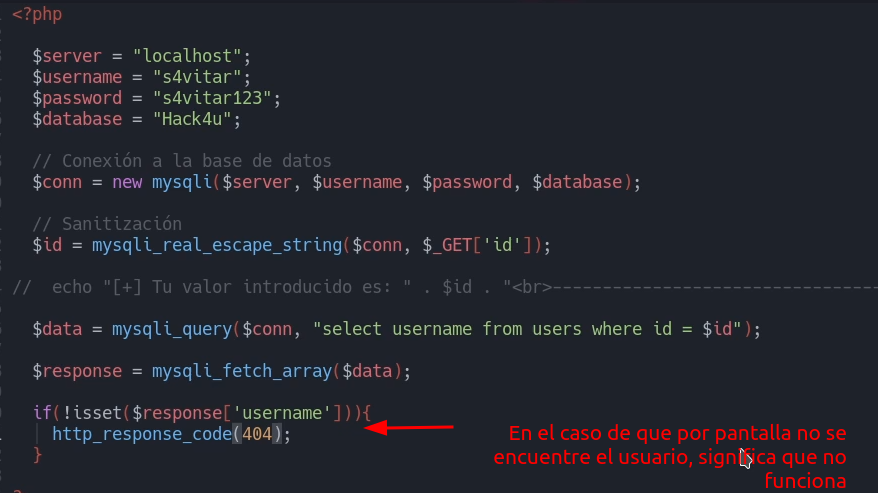 <?php
$server = "localhost";
$username = "s4vitar";
$password = "s4vitar123";
$database = "Hack4u";
// Conexión a la base de datos
$conn = new mysqli($server, $username, $password, $database);
// Sanitización
$id = mysqli_real_escape_string($conn, $_GET['id']);
//  echo "[+] Tu valor introducido es: " . $id . "<br>--------------------------------
$data = mysqli_query($conn, "select username from users where id = $id");
$response = mysqli_fetch_array($data);
if(!isset($response['username'])){
http_response_code(404);
}
En el caso de que por pantalla no se
encuentre el usuario, significa que no
funciona